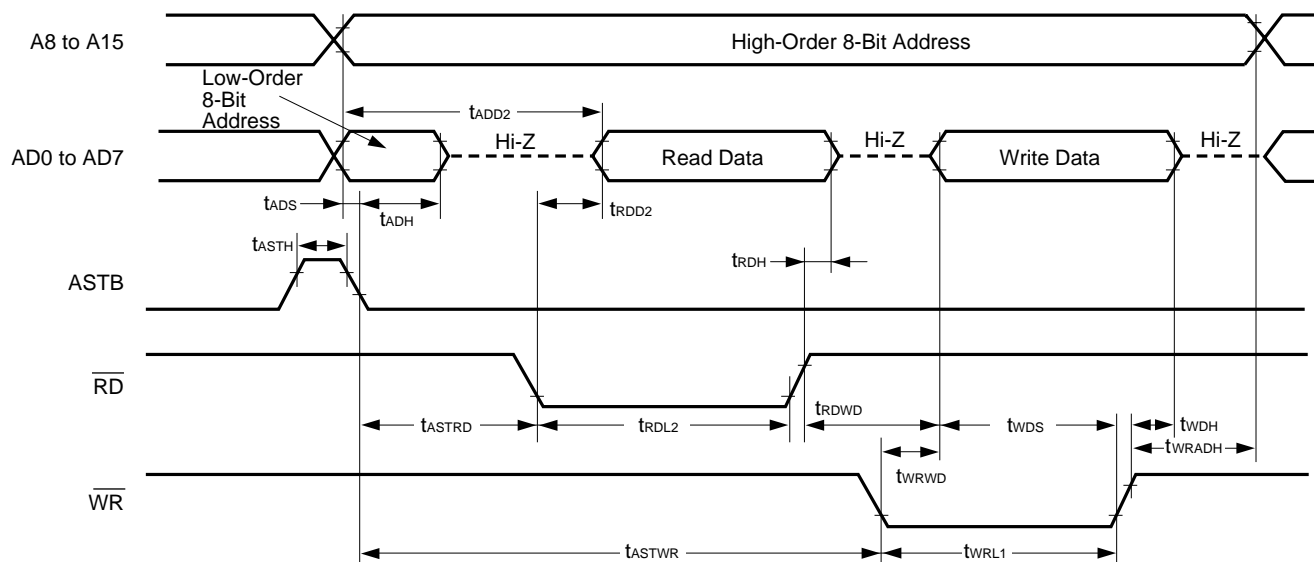 A8 to A15
High-Order 8-Bit Address
Low-Order
8-Bit
Address
tADD2
AD0 to AD7
Hi-Z
Read Data
Hi-Z
Write Data
Hi-Z
tADS
tADH
tRDD2
tASTH
tRDH
ASTB
RD
tASTRD
tRDL2
tRDWD
tWDS
tWDH
tWRADH
tWRWD
WR
tASTWR
tWRL1